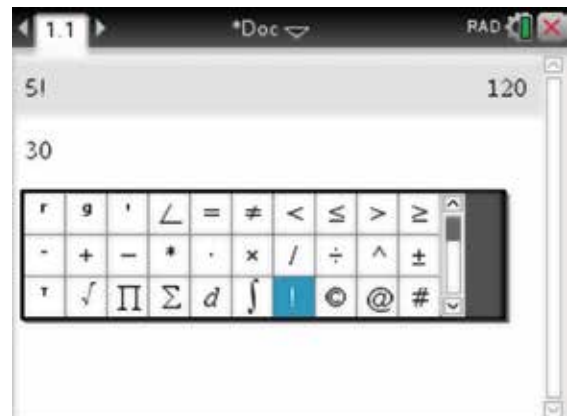 1.1 *Doc RAD
5! 120
30
r g ' ∠ = ≠ < ≤ > ≥
- + − * · × / ÷ ^ ±
T √ ∏ Σ d ∫ ! © @ #